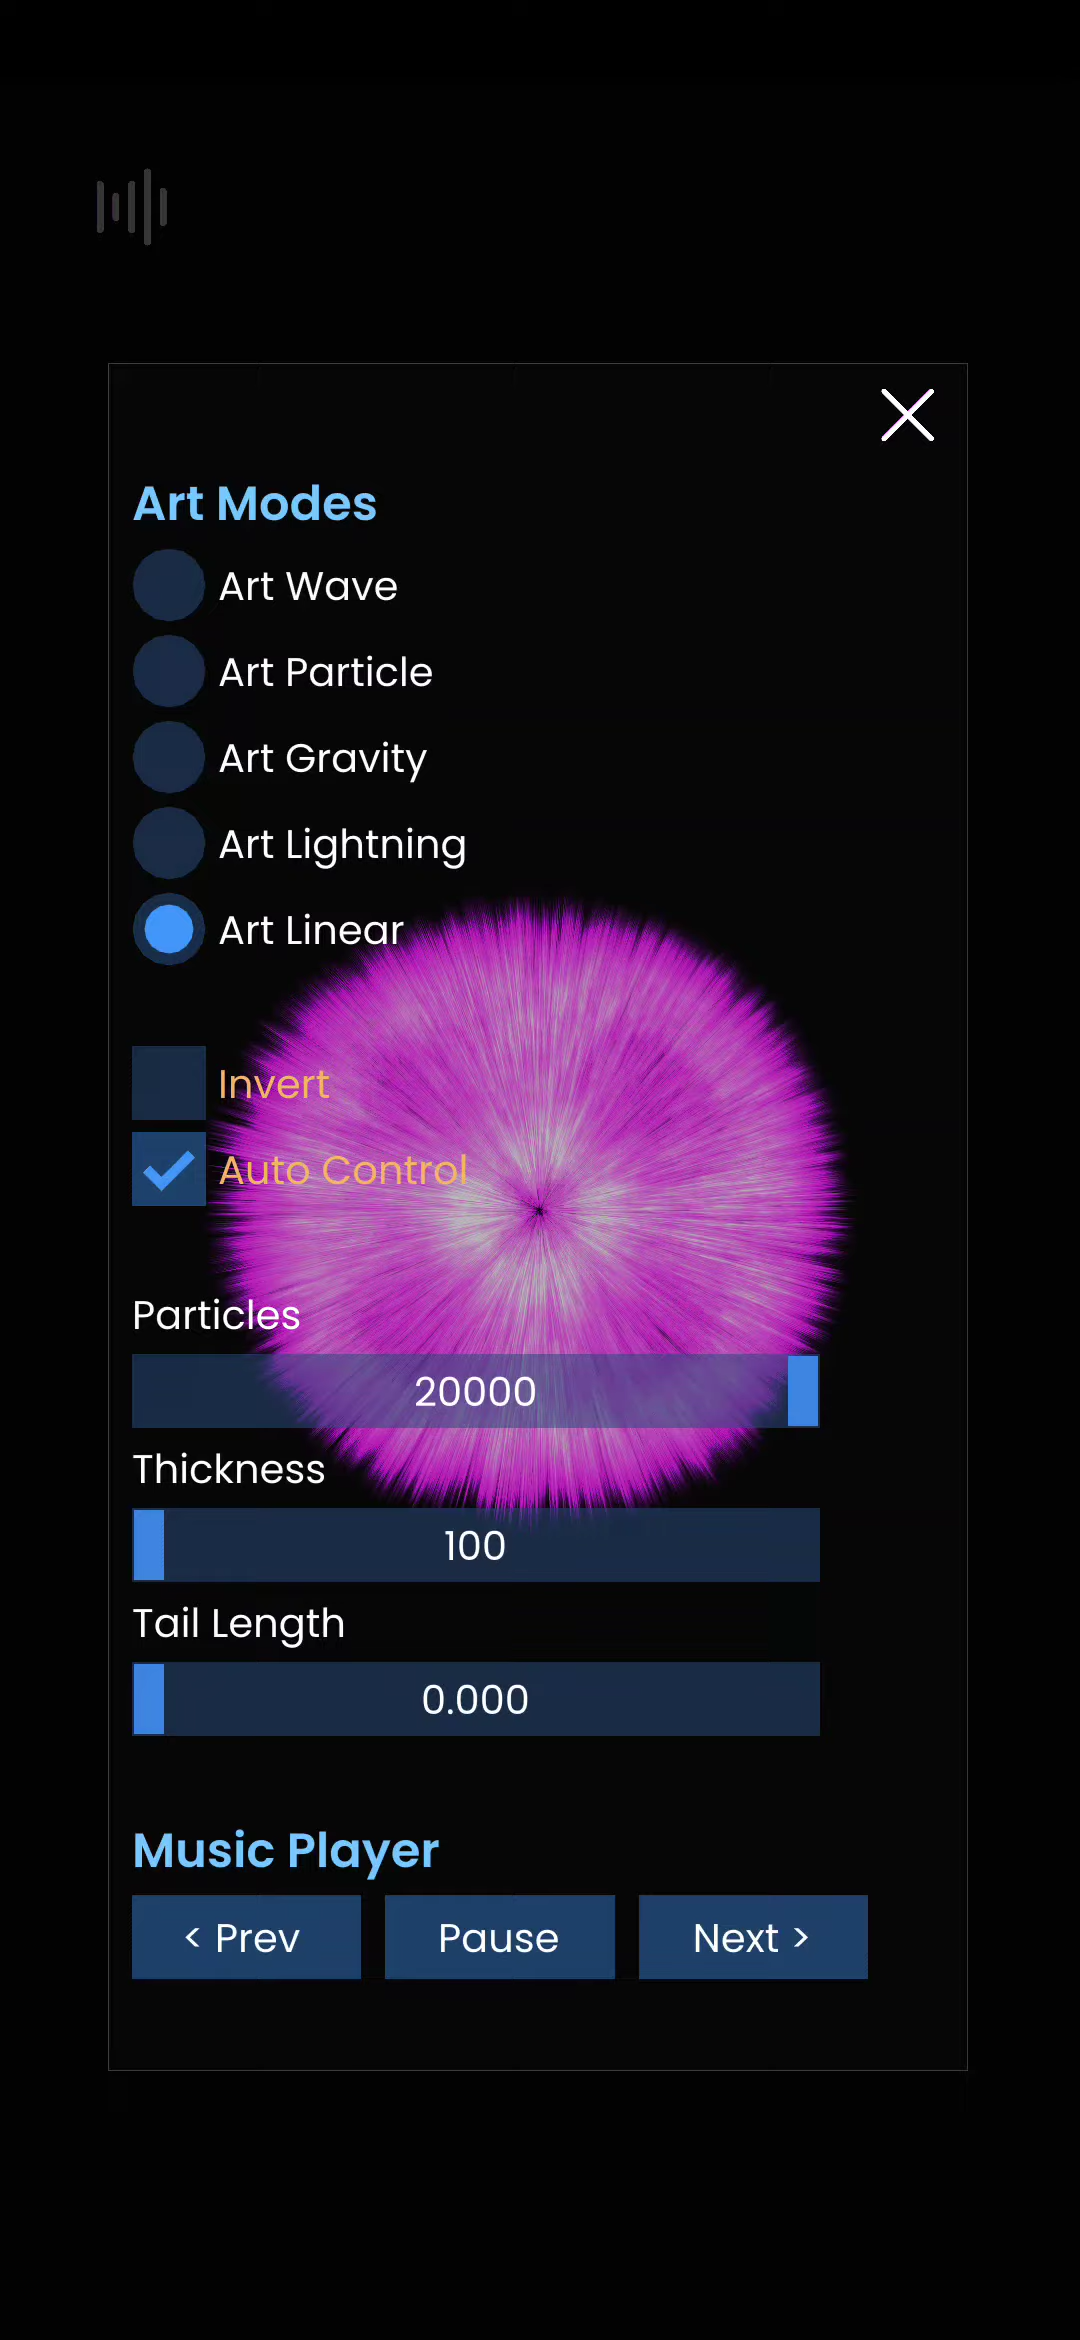 Art Modes
Art Wave
Art Particle
Art Gravity
Art Lightning
Art Linear
Invert
Auto Control
Particles
20000
Thickness
100
Tail Length
0.000
Music Player
< Prev
Pause
Next >